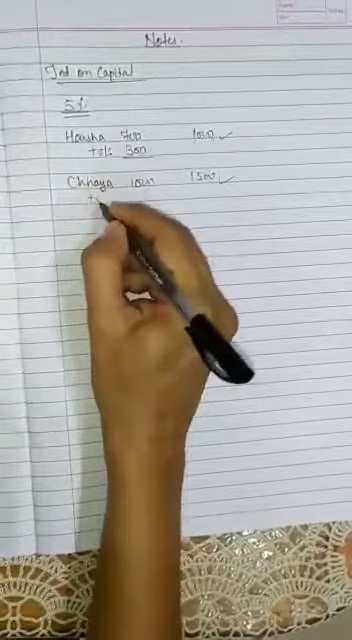 Notes.
Int on Capital
5%
Harsha 700 1000 ✓
+ 300
Chhaya 1000 1500 ✓
+